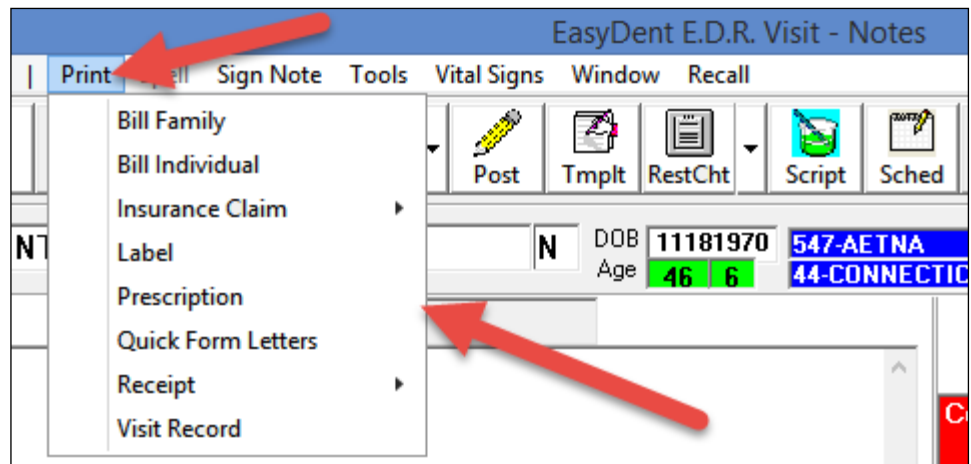 EasyDent E.D.R. Visit - Notes
| Print Sign Note Tools Vital Signs Window Recall
Bill Family
Bill Individual
Insurance Claim
Label
Prescription
Quick Form Letters
Receipt
Visit Record
Post Tmplt RestCht Script Sched
NT N DOB 11181970 547-AETNA
Age 46 6 44-CONNECTIC